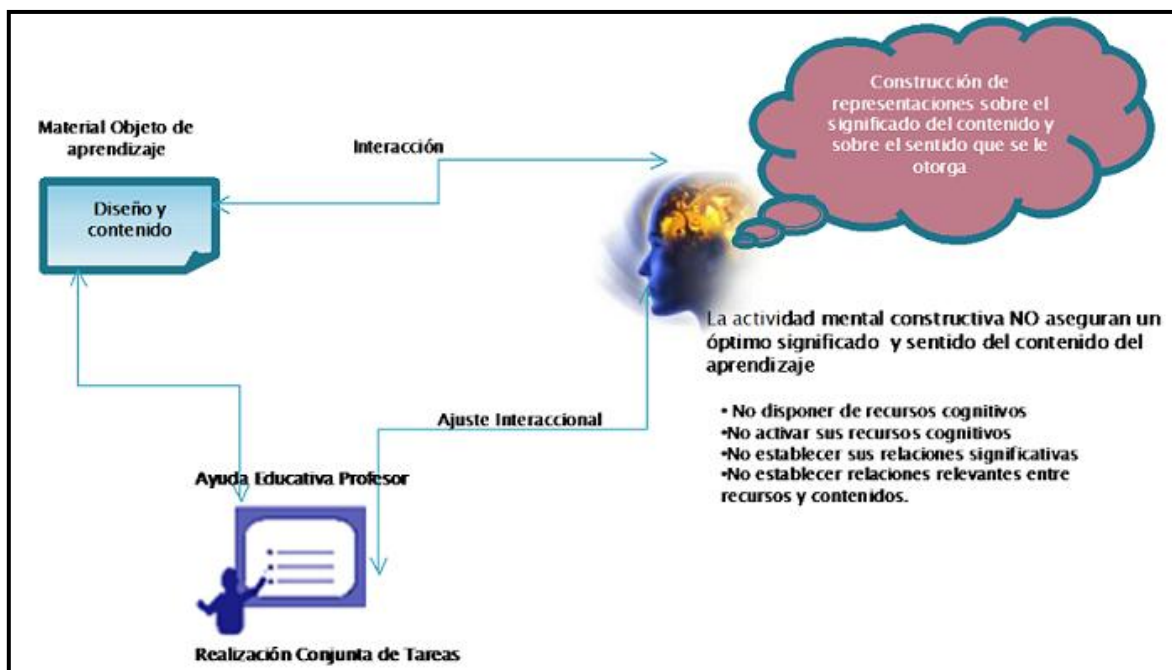 Construcción de
representaciones sobre el
significado del contenido y
sobre el sentido que se le
otorga
Material Objeto de
aprendizaje
Interacción
Diseño y
contenido
La actividad mental constructiva NO aseguran un
óptimo significado y sentido del contenido del
aprendizaje
• No disponer de recursos cognitivos
•No activar sus recursos cognitivos
•No establecer sus relaciones significativas
•No establecer relaciones relevantes entre
recursos y contenidos.
Ajuste Interaccional
Ayuda Educativa Profesor
Realización Conjunta de Tareas